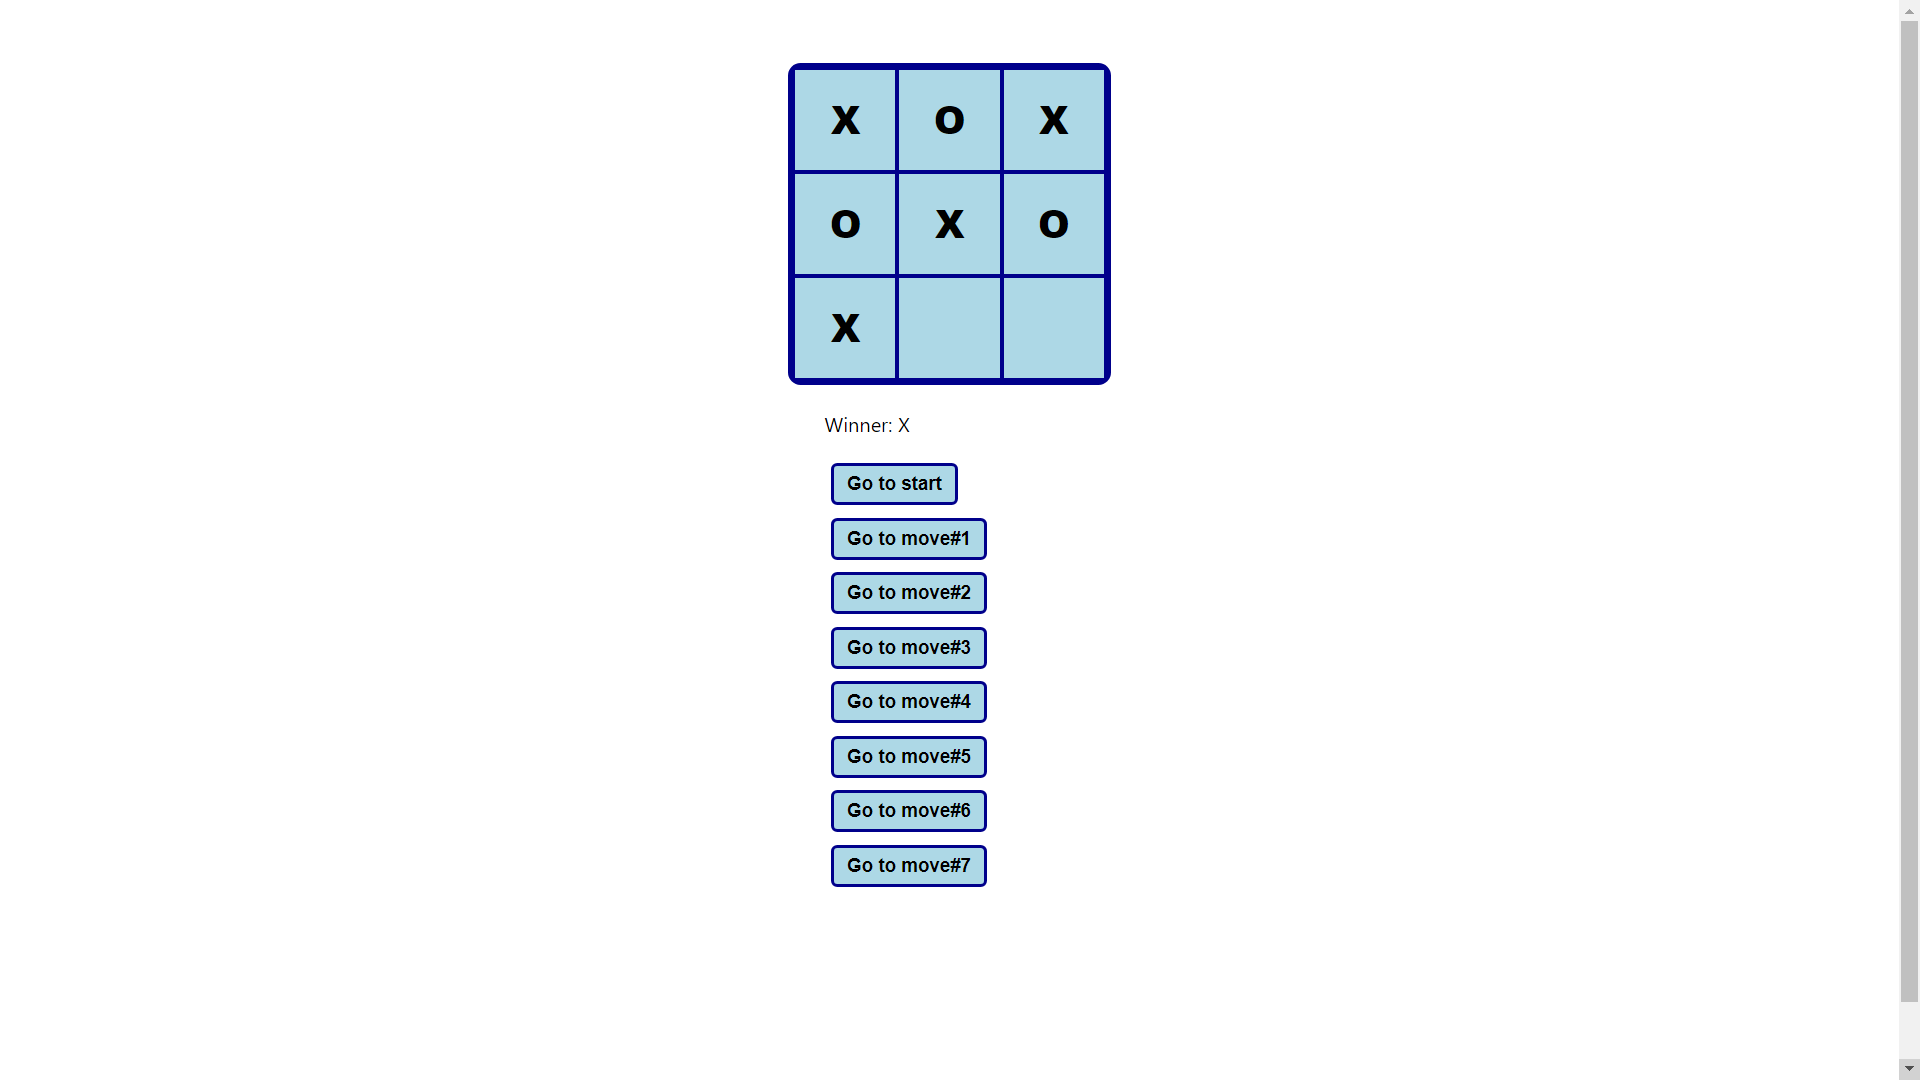 X O X
O X O
X
Winner: X
Go to start
Go to move#1
Go to move#2
Go to move#3
Go to move#4
Go to move#5
Go to move#6
Go to move#7